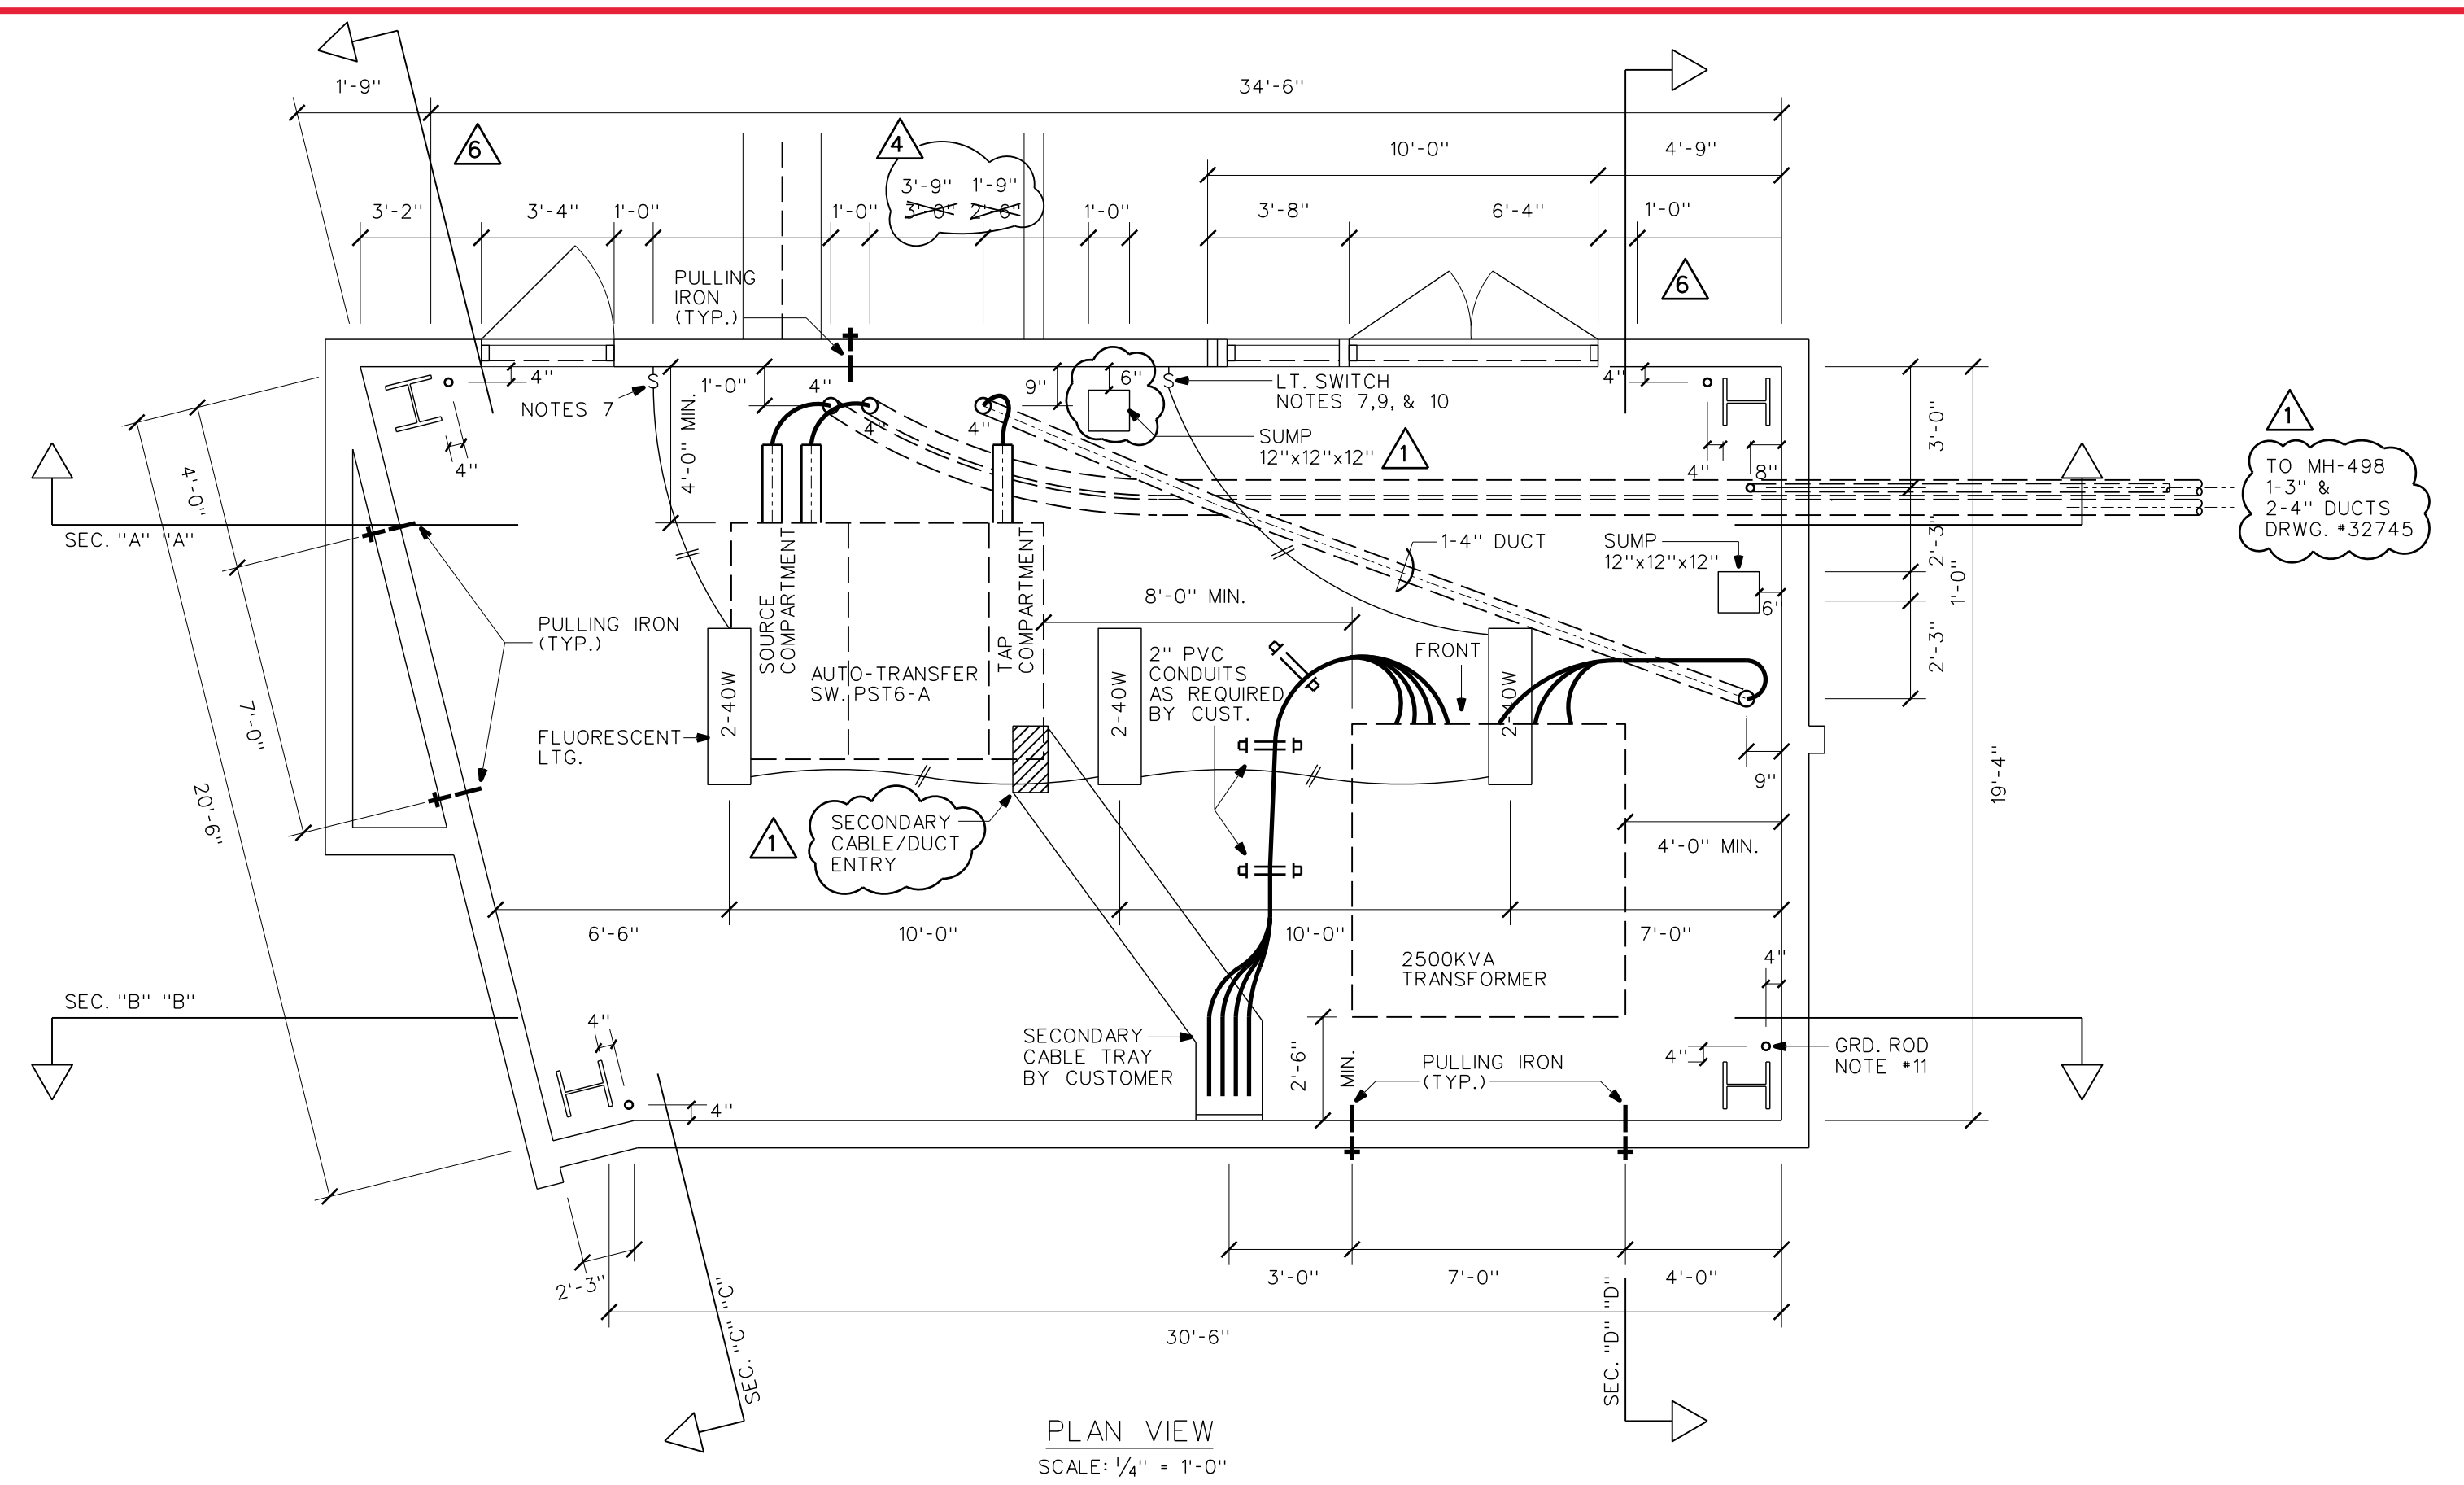 1'-9"
34'-6"
6
4
10'-0"
4'-9"
3'-9" 1'-9"
3'-2"
3'-4"
1'-0"
1'-0"
3'-0" 2'-6"
1'-0"
3'-8"
6'-4"
1'-0"
PULLING
IRON
(TYP.)
6
4"
S
NOTES 7
1'-0"
4"
9"
6"
S
LT. SWITCH
NOTES 7,9, & 10
4"
4'-0" MIN.
4"
4"
SUMP
12"x12"x12"
1
4"
4"
8"
3'-0"
1
TO MH-498
1-3" &
2-4" DUCTS
DRWG. #32745
4'-0"
SEC. "A" "A"
1-4" DUCT
SUMP
12"x12"x12"
2'-3"
1'-0"
6"
2'-3"
SOURCE
COMPARTMENT
TAP
COMPARTMENT
8'-0" MIN.
PULLING IRON
(TYP.)
2" PVC
CONDUITS
AS REQUIRED
BY CUST.
FRONT
AUTO-TRANSFER
SW. PST6-A
2-40W
2-40W
2-40W
7'-0"
FLUORESCENT
LTG.
9"
19'-4"
20'-6"
1
SECONDARY
CABLE/DUCT
ENTRY
4'-0" MIN.
6'-6"
10'-0"
10'-0"
7'-0"
2500KVA
TRANSFORMER
4"
SEC. "B" "B"
4"
SECONDARY
CABLE TRAY
BY CUSTOMER
2'-6"
MIN.
PULLING IRON
(TYP.)
4"
GRD. ROD
NOTE #11
4"
2'-3"
3'-0"
7'-0"
4'-0"
30'-6"
SEC. "C" "C"
SEC. "D" "D"
PLAN VIEW
SCALE: 1/4" = 1'-0"